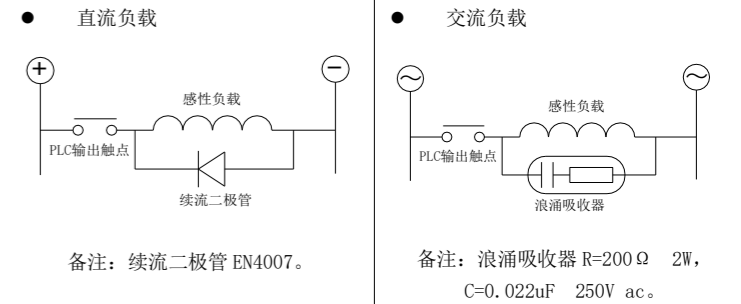 ● 直流负载
感性负载
PLC输出触点
续流二极管
备注: 续流二极管 EN4007。
● 交流负载
感性负载
PLC输出触点
浪涌吸收器
备注: 浪涌吸收器 R=200Ω 2W,
C=0.022uF 250V ac。